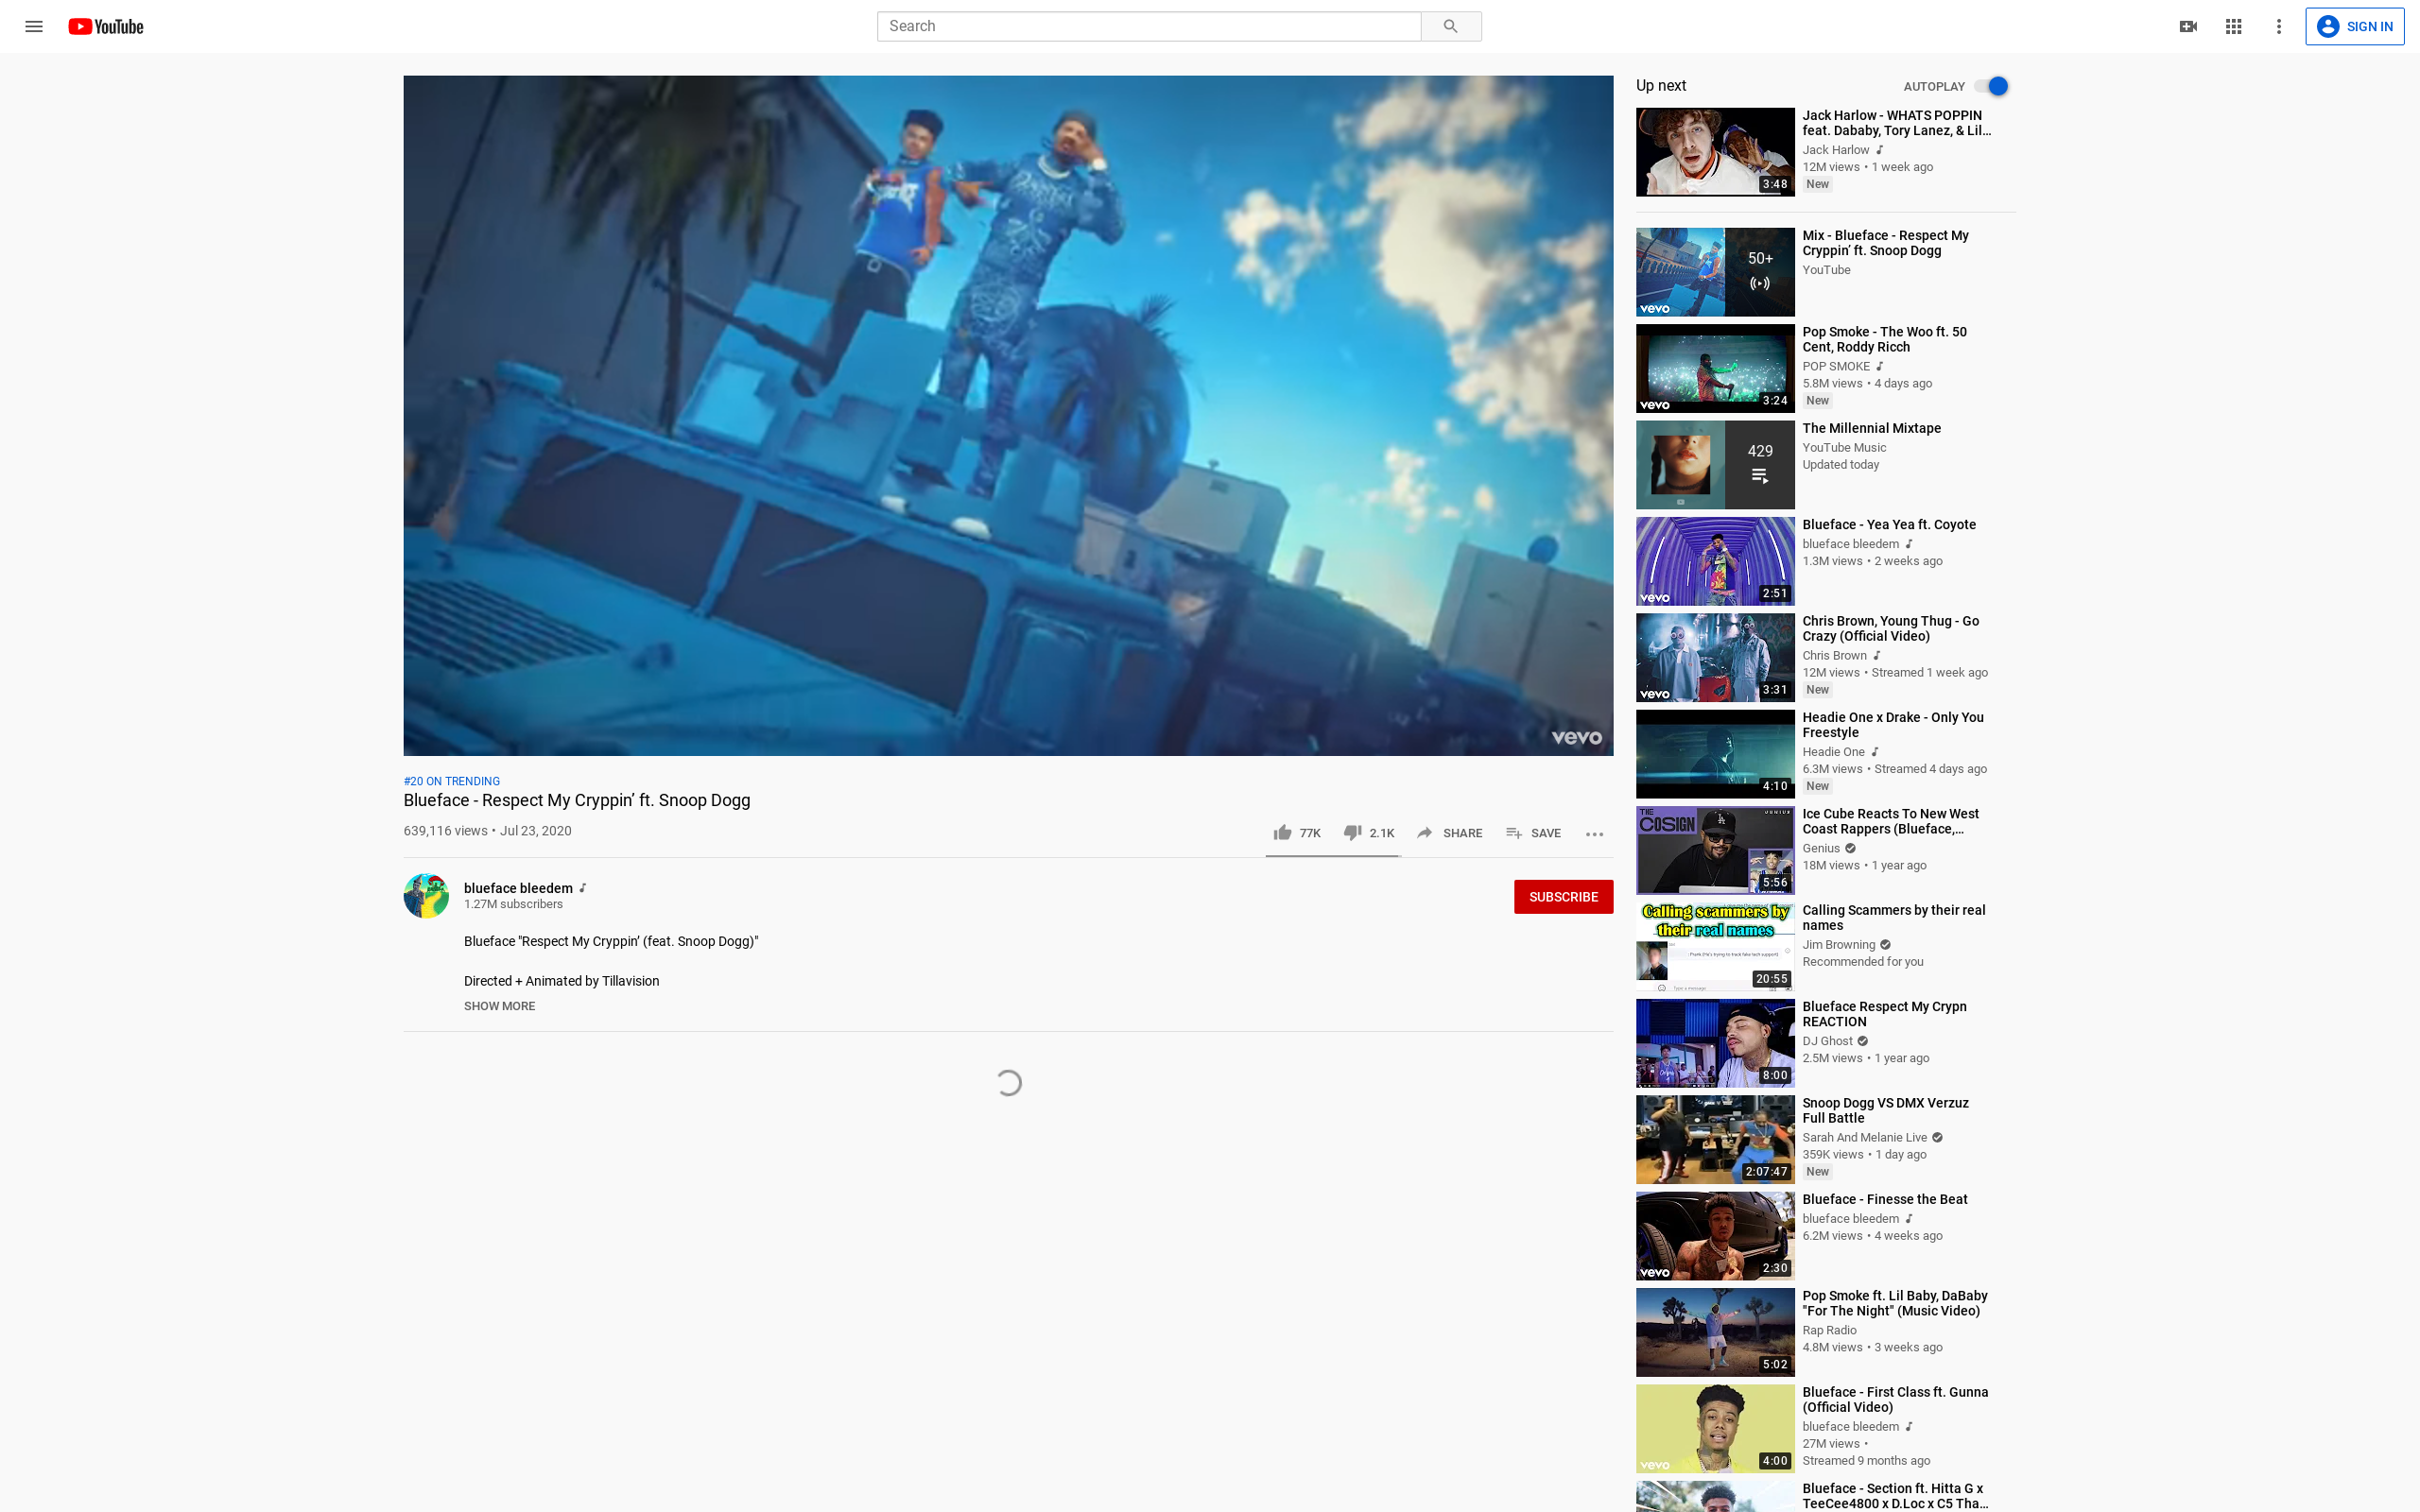 YouTube
Search
SIGN IN
vevo
#20 ON TRENDING
Blueface - Respect My Cryppin’ ft. Snoop Dogg
639,116 views • Jul 23, 2020
77K
2.1K
SHARE
SAVE
blueface bleedem
1.27M subscribers
SUBSCRIBE
Blueface "Respect My Cryppin’ (feat. Snoop Dogg)"
Directed + Animated by Tillavision
SHOW MORE
Up next
AUTOPLAY
3:48
Jack Harlow - WHATS POPPIN
feat. Dababy, Tory Lanez, & Lil...
Jack Harlow
12M views • 1 week ago
New
50+
vevo
Mix - Blueface - Respect My
Cryppin’ ft. Snoop Dogg
YouTube
vevo
3:24
Pop Smoke - The Woo ft. 50
Cent, Roddy Ricch
POP SMOKE
5.8M views • 4 days ago
New
429
The Millennial Mixtape
YouTube Music
Updated today
vevo
2:51
Blueface - Yea Yea ft. Coyote
blueface bleedem
1.3M views • 2 weeks ago
vevo
3:31
Chris Brown, Young Thug - Go
Crazy (Official Video)
Chris Brown
12M views • Streamed 1 week ago
New
4:10
Headie One x Drake - Only You
Freestyle
Headie One
6.3M views • Streamed 4 days ago
New
THE
COSIGN
GENIUS
5:56
Ice Cube Reacts To New West
Coast Rappers (Blueface,...
Genius
18M views • 1 year ago
Calling scammers by
their real names
20:55
Calling Scammers by their real
names
Jim Browning
Recommended for you
8:00
Blueface Respect My Crypn
REACTION
DJ Ghost
2.5M views • 1 year ago
2:07:47
Snoop Dogg VS DMX Verzuz
Full Battle
Sarah And Melanie Live
359K views • 1 day ago
New
vevo
2:30
Blueface - Finesse the Beat
blueface bleedem
6.2M views • 4 weeks ago
5:02
Pop Smoke ft. Lil Baby, DaBaby
"For The Night" (Music Video)
Rap Radio
4.8M views • 3 weeks ago
vevo
4:00
Blueface - First Class ft. Gunna
(Official Video)
blueface bleedem
27M views •
Streamed 9 months ago
Blueface - Section ft. Hitta G x
TeeCee4800 x D.Loc x C5 Tha...